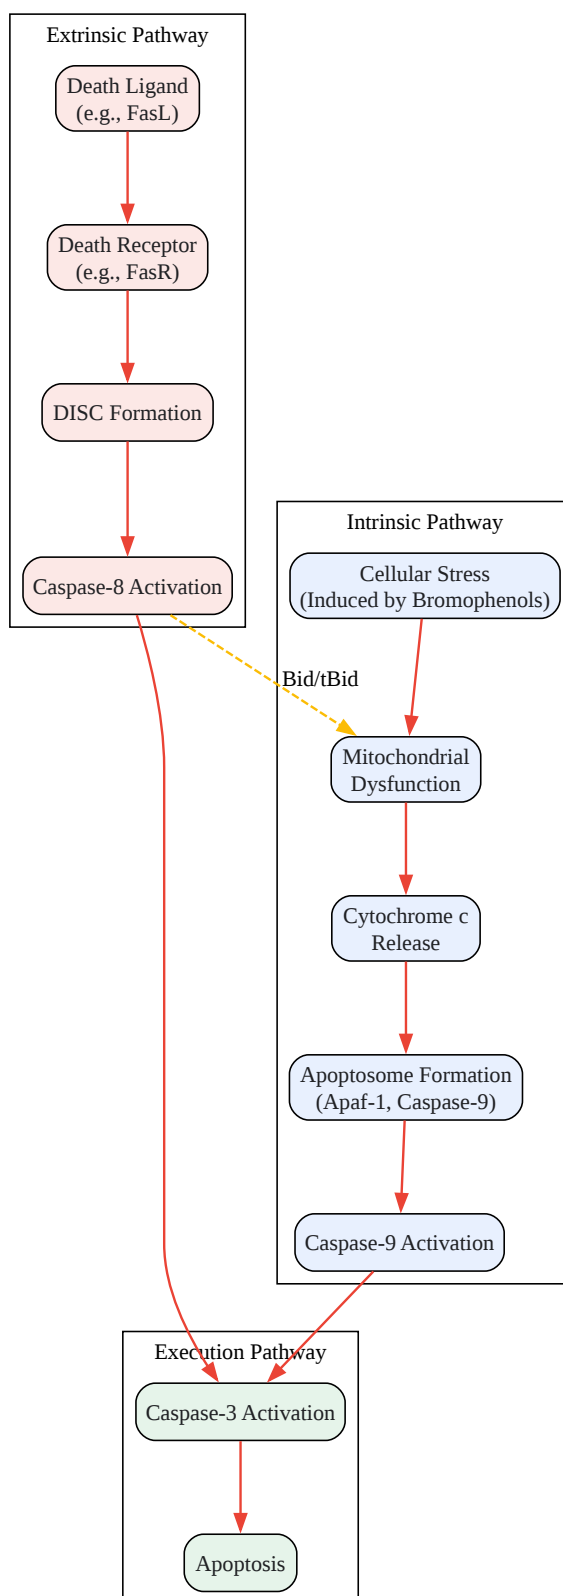 Extrinsic Pathway
Death Ligand
(e.g., FasL)
Death Receptor
(e.g., FasR)
DISC Formation
Caspase-8 Activation
Intrinsic Pathway
Cellular Stress
(Induced by Bromophenols)
Bid/tBid
Mitochondrial
Dysfunction
Cytochrome c
Release
Apoptosome Formation
(Apaf-1, Caspase-9)
Caspase-9 Activation
Execution Pathway
Caspase-3 Activation
Apoptosis